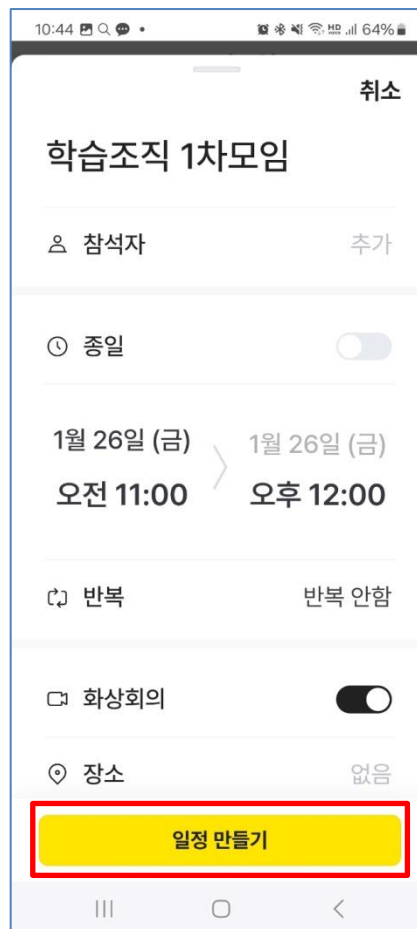 10:44 64%
취소
학습조직 1차모임
참석자 추가
종일
1월 26일 (금) 1월 26일 (금)
오전 11:00 오후 12:00
반복 반복 안함
화상회의
장소 없음
일정 만들기